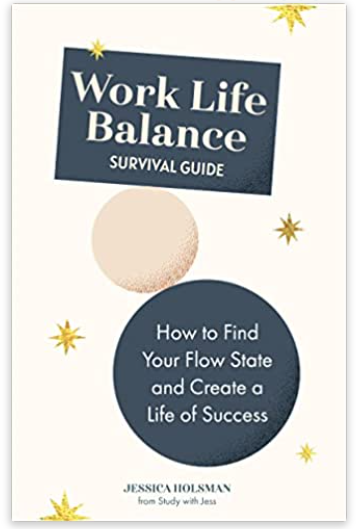 Work Life
Balance
SURVIVAL GUIDE
How to Find
Your Flow State
and Create a
Life of Success
JESSICA HOLSMAN
from Study with Jess